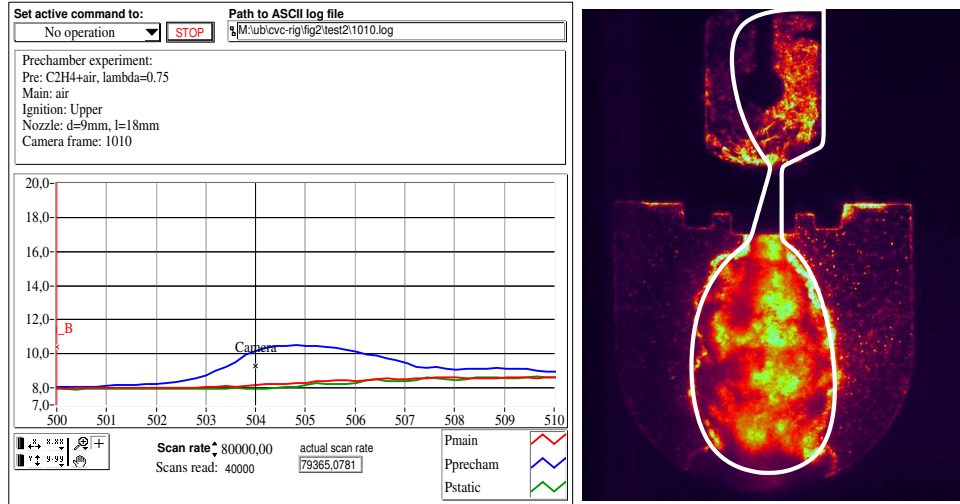 Set active command to:
Path to ASCII log file
No operation
STOP
M:\ub\cvc-rig\fig2\test2\1010.log
Prechamber experiment:
Pre: C2H4+air, lambda=0.75
Main: air
Ignition: Upper
Nozzle: d=9mm, l=18mm
Camera frame: 1010
20,0
18,0
16,0
14,0
12,0
10,0
8,0
7,0
_B
Camera
500 501 502 503 504 505 506 507 508 509 510
Scan rate 80000,00
Scans read: 40000
actual scan rate
79365,0781
Pmain
Pprecham
Pstatic